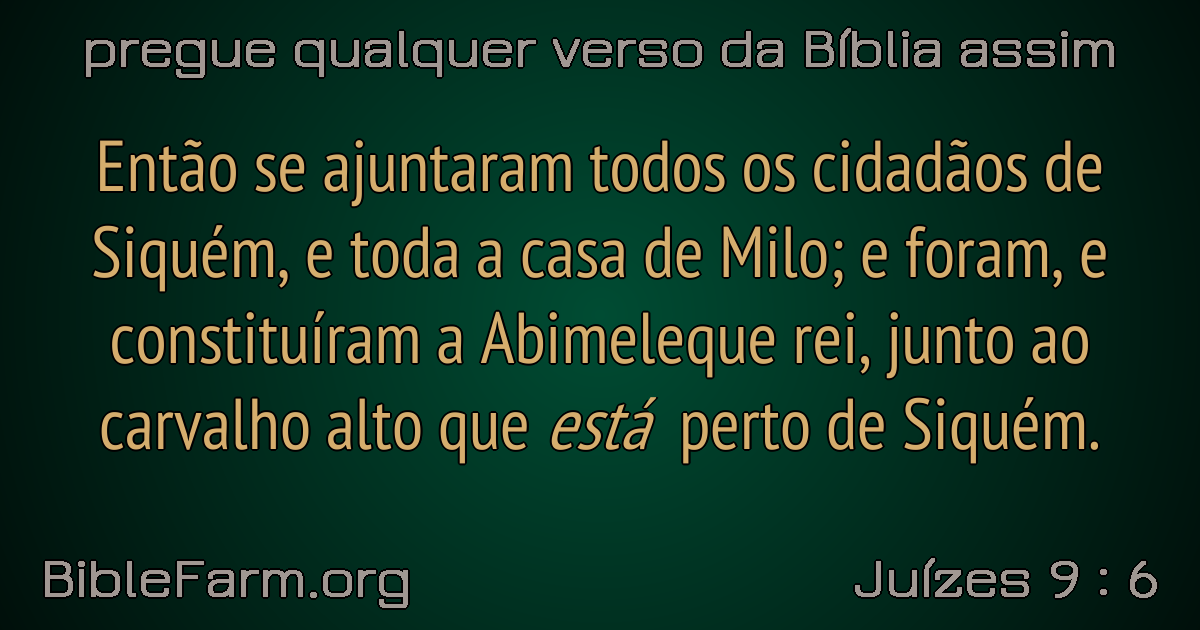 pregue qualquer verso da Bíblia assim
Então se ajuntaram todos os cidadãos de
Siquém, e toda a casa de Milo; e foram, e
constituíram a Abimeleque rei, junto ao
carvalho alto que está perto de Siquém.
BibleFarm.org
Juízes 9 : 6